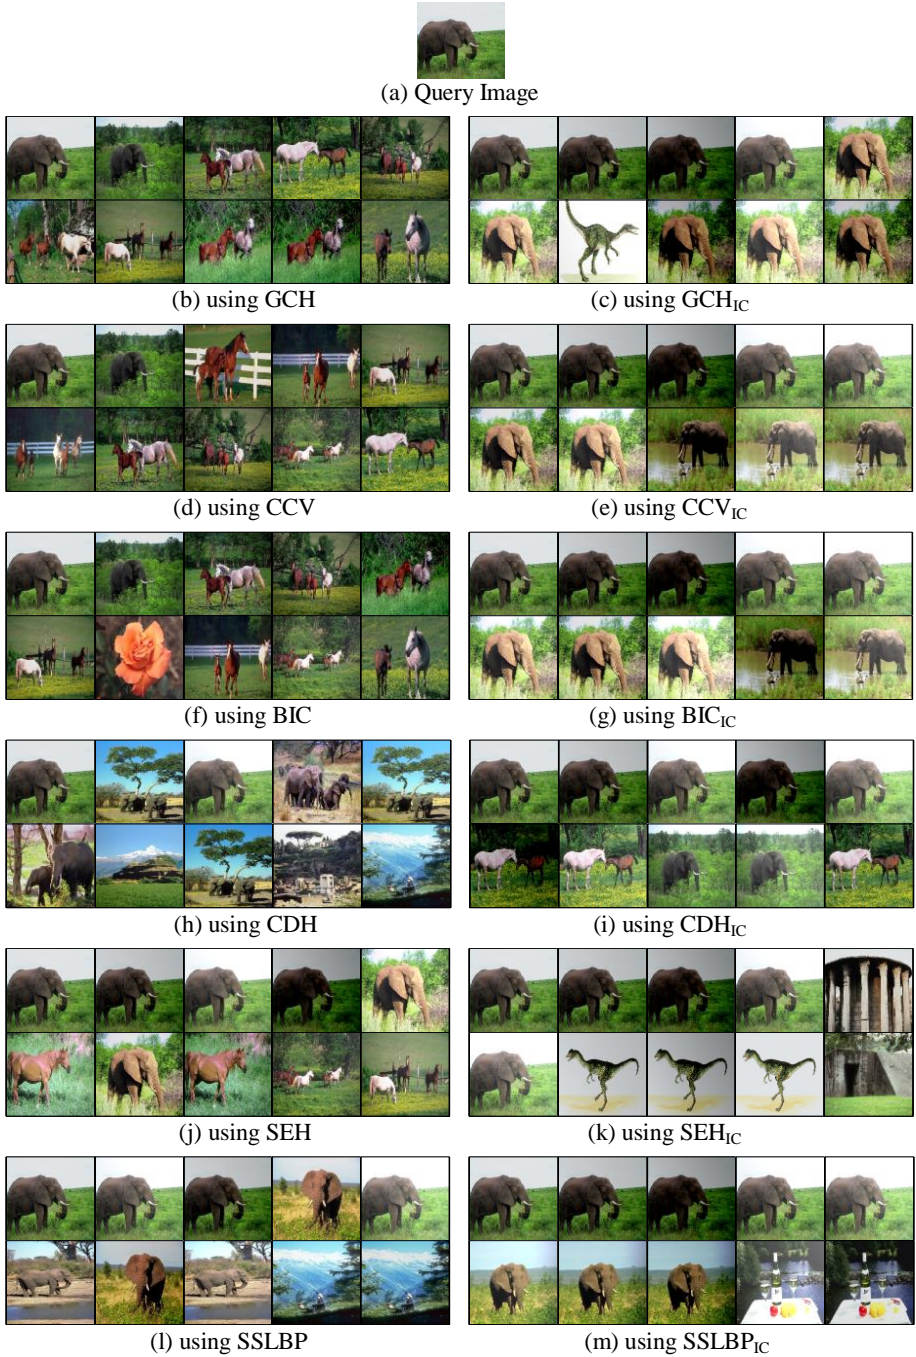 (a) Query Image
(b) using GCH
(c) using GCH_IC
(d) using CCV
(e) using CCV_IC
(f) using BIC
(g) using BIC_IC
(h) using CDH
(i) using CDH_IC
(j) using SEH
(k) using SEH_IC
(l) using SSLBP
(m) using SSLBP_IC